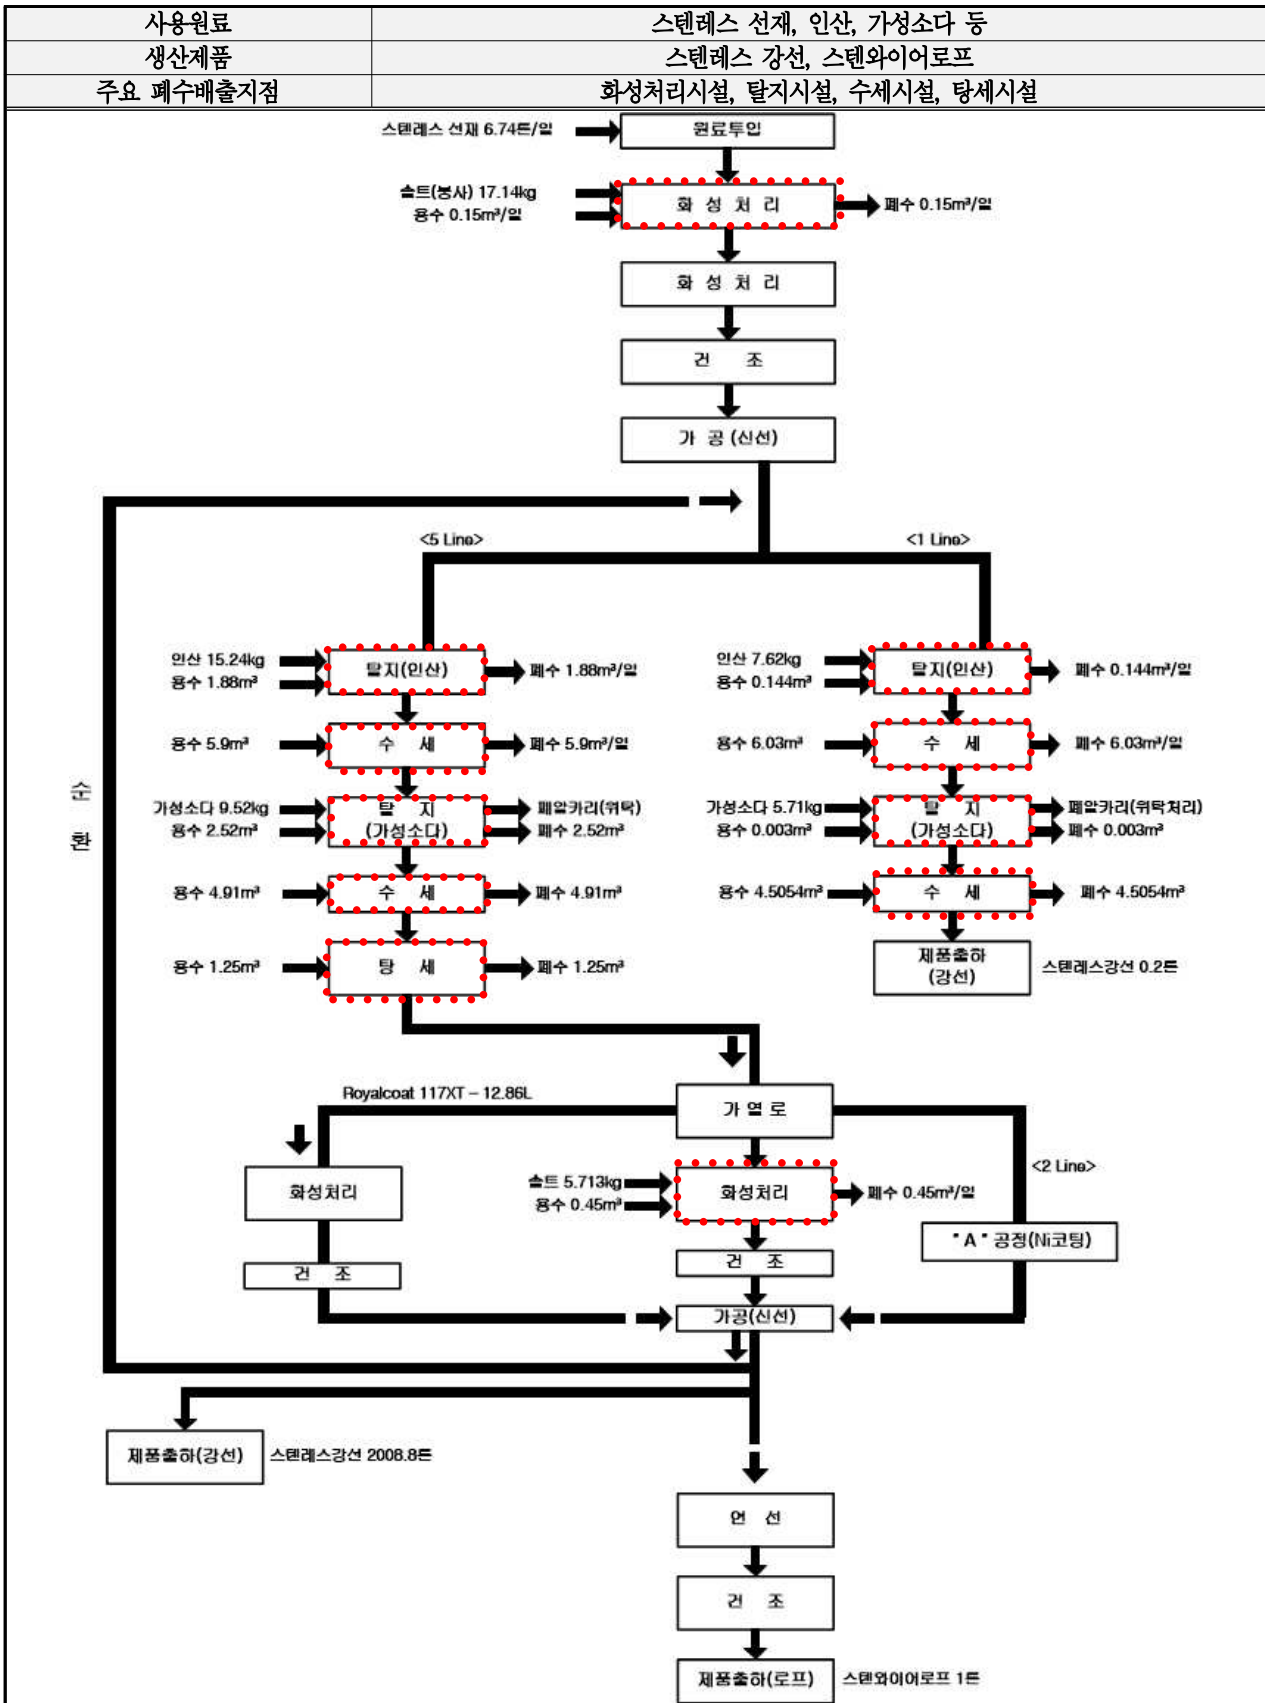 사용원료 스텐레스 선재, 인산, 가성소다 등
생산제품 스텐레스 강선, 스텐와이어로프
주요 폐수배출지점 화성처리시설, 탈지시설, 수세시설, 탕세시설
스텐레스 선재 6.74톤/일 원료투입
솔트(붕사) 17.14kg
용수 0.15m³/일
화 성 처 리
폐수 0.15m³/일
화 성 처 리
건 조
가 공 (신선)
<5 Line> <1 Line>
인산 15.24kg
용수 1.88m³
탈지(인산)
폐수 1.88m³/일
인산 7.62kg
용수 0.144m³
탈지(인산)
폐수 0.144m³/일
용수 5.9m³ 수 세 폐수 5.9m³/일
용수 6.03m³ 수 세 폐수 6.03m³/일
순
환
가성소다 9.52kg
용수 2.52m³
탈 지
(가성소다)
폐알카리(위탁)
폐수 2.52m³
가성소다 5.71kg
용수 0.003m³
탈 지
(가성소다)
폐알카리(위탁처리)
폐수 0.003m³
용수 4.91m³ 수 세 폐수 4.91m³
용수 4.5054m³ 수 세 폐수 4.5054m³
용수 1.25m³ 탕 세 폐수 1.25m³
제품출하
(강선)
스텐레스강선 0.2톤
Royalcoat 117XT – 12.86L
가 열 로
<2 Line>
화성처리
솔트 5.713kg
용수 0.45m³
화성처리
폐수 0.45m³/일
" A " 공정(Ni코팅)
건 조
건 조
가공(신선)
제품출하(강선) 스텐레스강선 2008.8톤
연 선
건 조
제품출하(로프) 스텐와이어로프 1톤